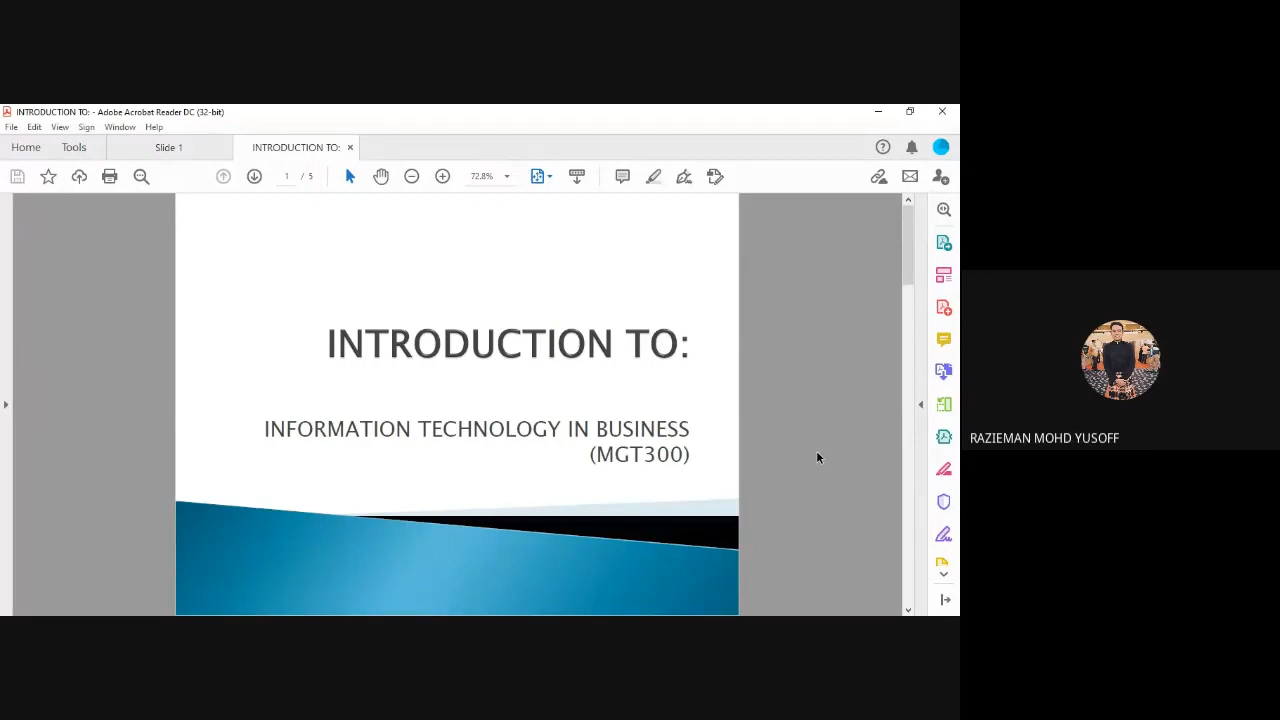 INTRODUCTION TO: - Adobe Acrobat Reader DC (32-bit)
File Edit View Sign Window Help
Home Tools Slide 1 INTRODUCTION TO: ×
1 / 5 72.8%
INTRODUCTION TO:
INFORMATION TECHNOLOGY IN BUSINESS
(MGT300)
RAZIEMAN MOHD YUSOFF